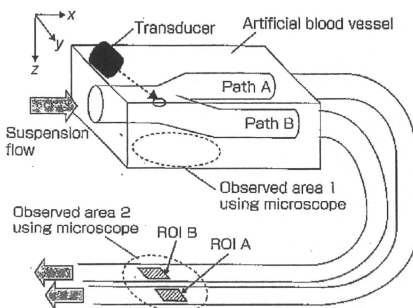 x
y
z
Transducer
Artificial blood vessel
Path A
Path B
Suspension
flow
Observed area 1
using microscope
Observed area 2
using microscope
ROI B
ROI A